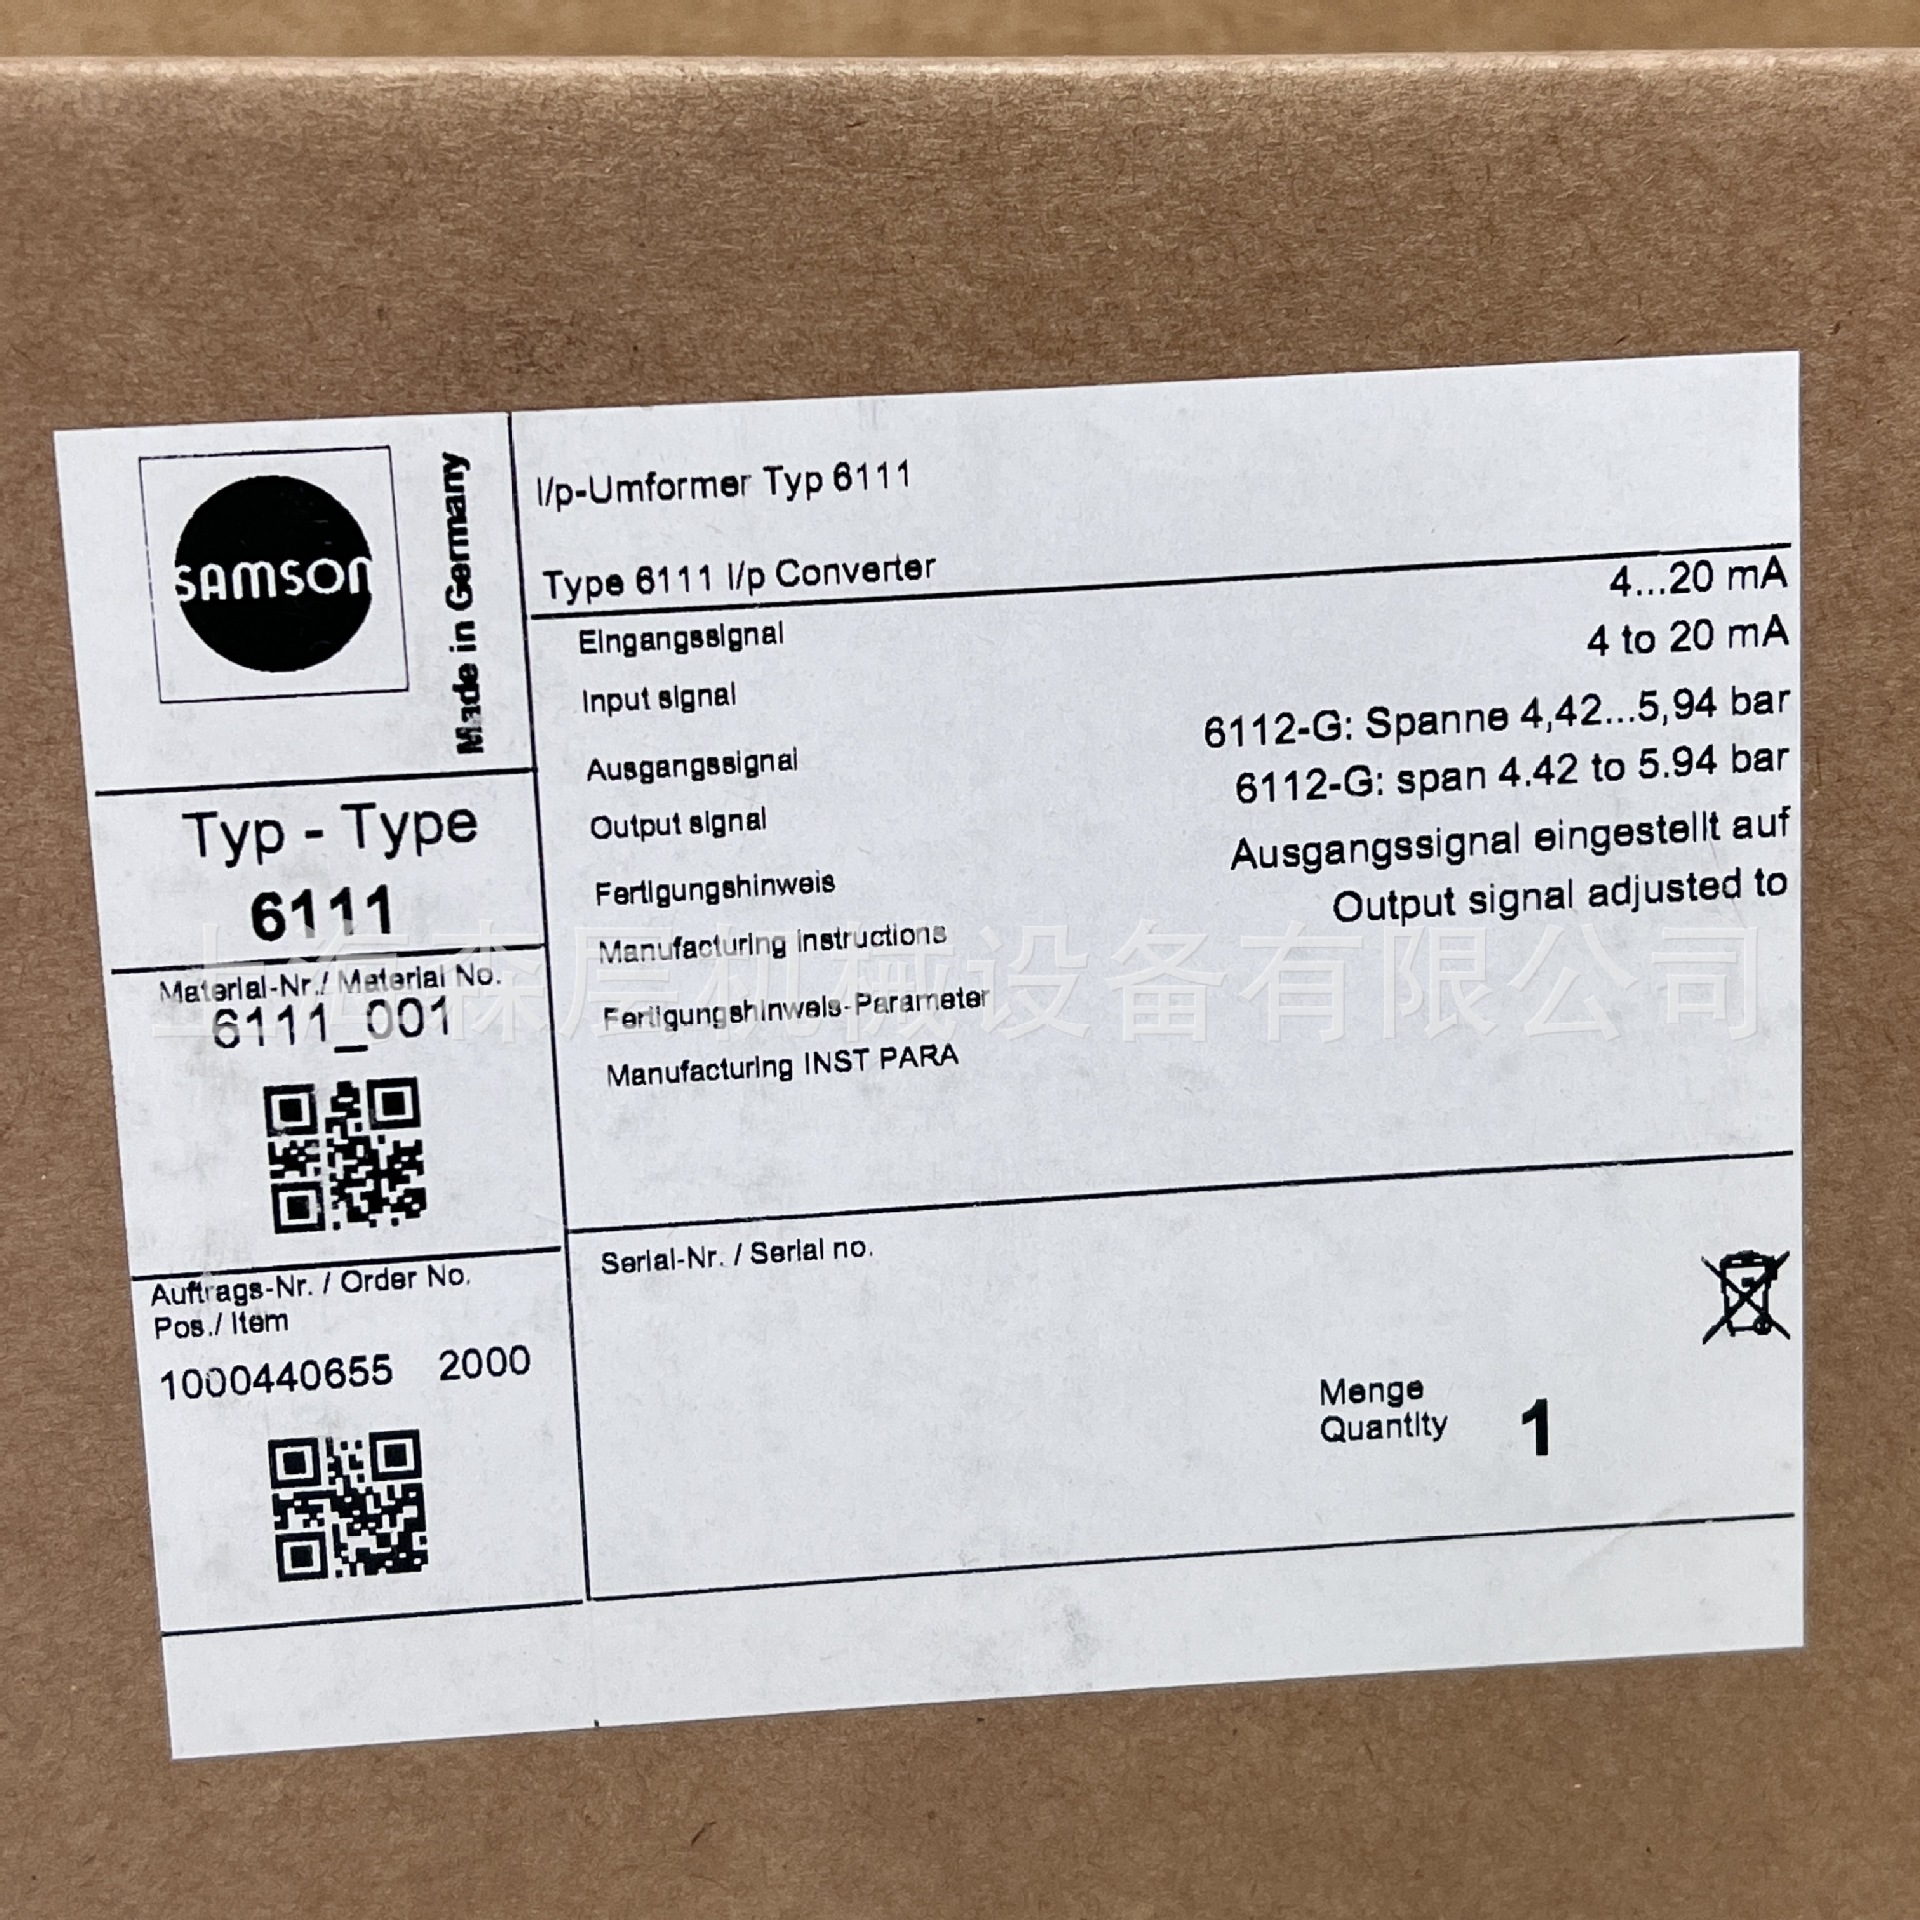 SAMSON
Made in Germany
I/p-Umformer Typ 6111
Type 6111 I/p Converter
Eingangssignal 4...20 mA
Input signal 4 to 20 mA
Ausgangssignal 6112-G: Spanne 4,42...5,94 bar
Output signal 6112-G: span 4.42 to 5.94 bar
Fertigungshinweis Ausgangssignal eingestellt auf
Manufacturing instructions Output signal adjusted to
Fertigungshinweis-Parameter
Manufacturing INST PARA
Typ - Type
6111
Material-Nr./ Material No.
6111_001
Auftrags-Nr. / Order No.
Pos./ Item
1000440655 2000
Serial-Nr. / Serial no.
Menge
Quantity 1
上海森居机械设备有限公司